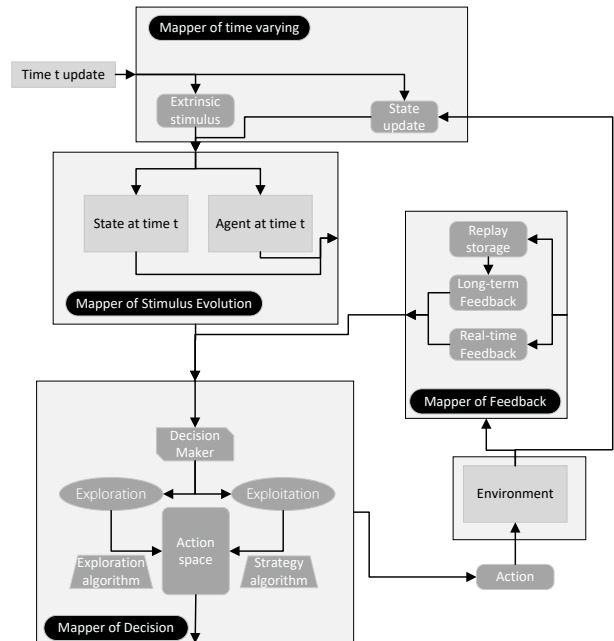 Mapper of time varying
Time t update
Extrinsic
stimulus
State
update
State at time t
Agent at time t
Mapper of Stimulus Evolution
Replay
storage
Long-term
Feedback
Real-time
Feedback
Mapper of Feedback
Decision
Maker
Exploration
Exploitation
Action
space
Exploration
algorithm
Strategy
algorithm
Mapper of Decision
Environment
Action